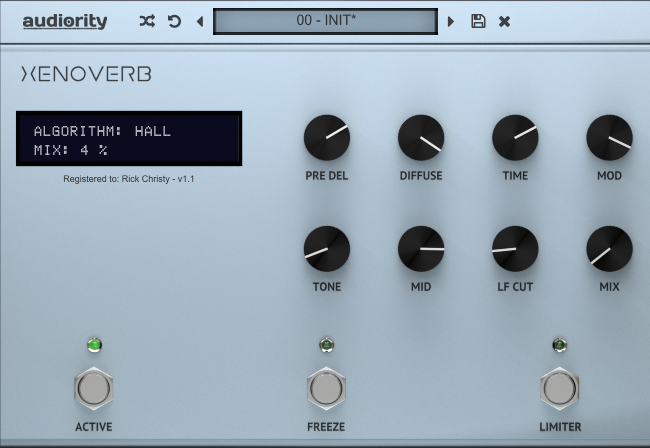 audiority
00 - INIT*
XENOVERB
ALGORITHM: HALL
MIX: 4 %
Registered to: Rick Christy - v1.1
PRE DEL
DIFFUSE
TIME
MOD
TONE
MID
LF CUT
MIX
ACTIVE
FREEZE
LIMITER